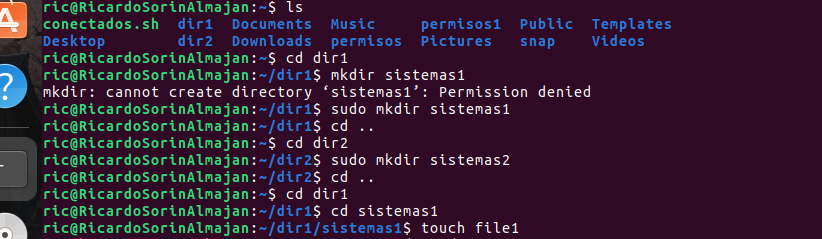 ric@RicardoSorinAlmajan:~$ ls
conectados.sh  dir1  Documents  Music     permisos1  Public  Templates
Desktop        dir2  Downloads  permisos  Pictures   snap    Videos
ric@RicardoSorinAlmajan:~$ cd dir1
ric@RicardoSorinAlmajan:~/dir1$ mkdir sistemas1
mkdir: cannot create directory ‘sistemas1’: Permission denied
ric@RicardoSorinAlmajan:~/dir1$ sudo mkdir sistemas1
ric@RicardoSorinAlmajan:~/dir1$ cd ..
ric@RicardoSorinAlmajan:~$ cd dir2
ric@RicardoSorinAlmajan:~/dir2$ sudo mkdir sistemas2
ric@RicardoSorinAlmajan:~/dir2$ cd ..
ric@RicardoSorinAlmajan:~$ cd dir1
ric@RicardoSorinAlmajan:~/dir1$ cd sistemas1
ric@RicardoSorinAlmajan:~/dir1/sistemas1$ touch file1